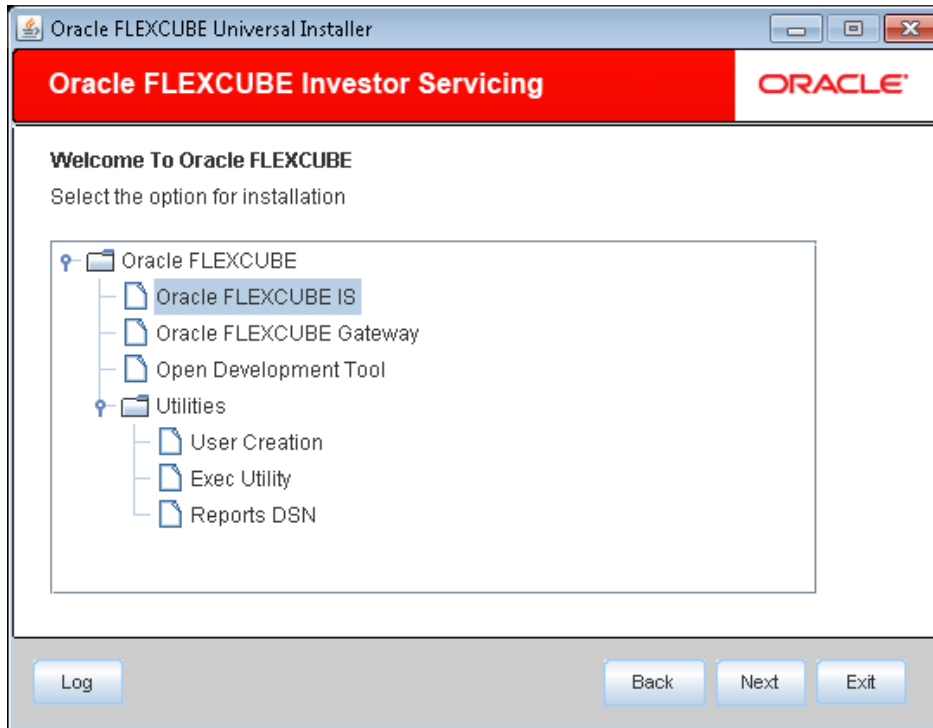 Oracle FLEXCUBE Universal Installer
Oracle FLEXCUBE Investor Servicing
ORACLE
Welcome To Oracle FLEXCUBE
Select the option for installation
Oracle FLEXCUBE
Oracle FLEXCUBE IS
Oracle FLEXCUBE Gateway
Open Development Tool
Utilities
User Creation
Exec Utility
Reports DSN
Log Back Next Exit